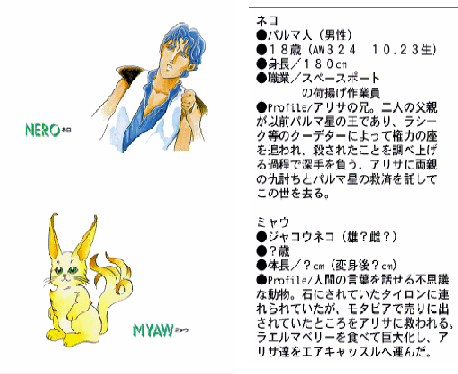 NERO ネロ
MYAW ミャウ
ネロ
●パルマ人（男性）
●１８歳（AW３２４　１０.２３生）
●身長／１８０cm
●職業／スペースポート
の荷揚げ作業員
●Profile/アリサの兄。二人の父親
が以前パルマ星の王であり、ラシー
ク等のクーデターによって権力の座
を追われ、殺されたことを調べ上げ
る過程で深手を負う。アリサに両親
の仇討ちとパルマ星の救済を託して
この世を去る。
ミャウ
●ジャコウネコ（雄？雌？）
●？歳
●体長／？cm（変身後？cm）
●Profile/人間の言葉を話せる不思議
な動物。石にされていたタイロンに連
れられていたが、モタビアで売りに出
されていたところをアリサに救われる。
ラエルマベリーを食べて巨大化し、ア
リサ達をエアキャッスルへ運んだ。